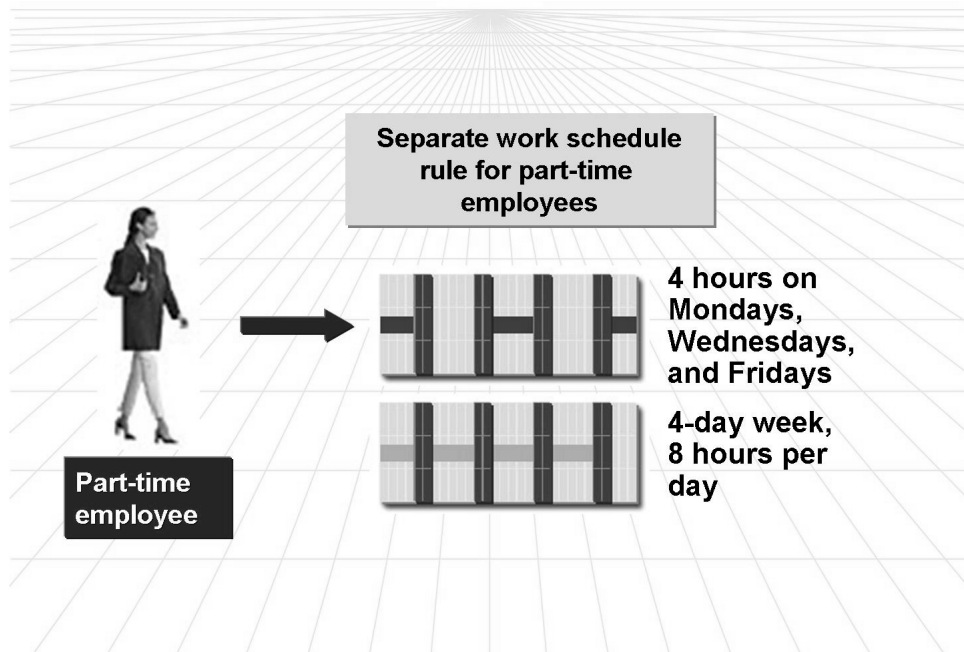 Separate work schedule
rule for part-time
employees
4 hours on
Mondays,
Wednesdays,
and Fridays
4-day week,
8 hours per
day
Part-time
employee